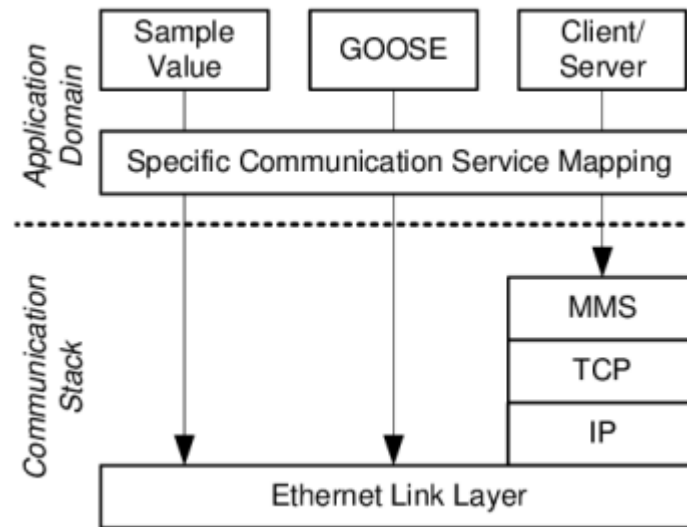 Application
Domain
Sample
Value
GOOSE
Client/
Server
Specific Communication Service Mapping
Communication
Stack
MMS
TCP
IP
Ethernet Link Layer